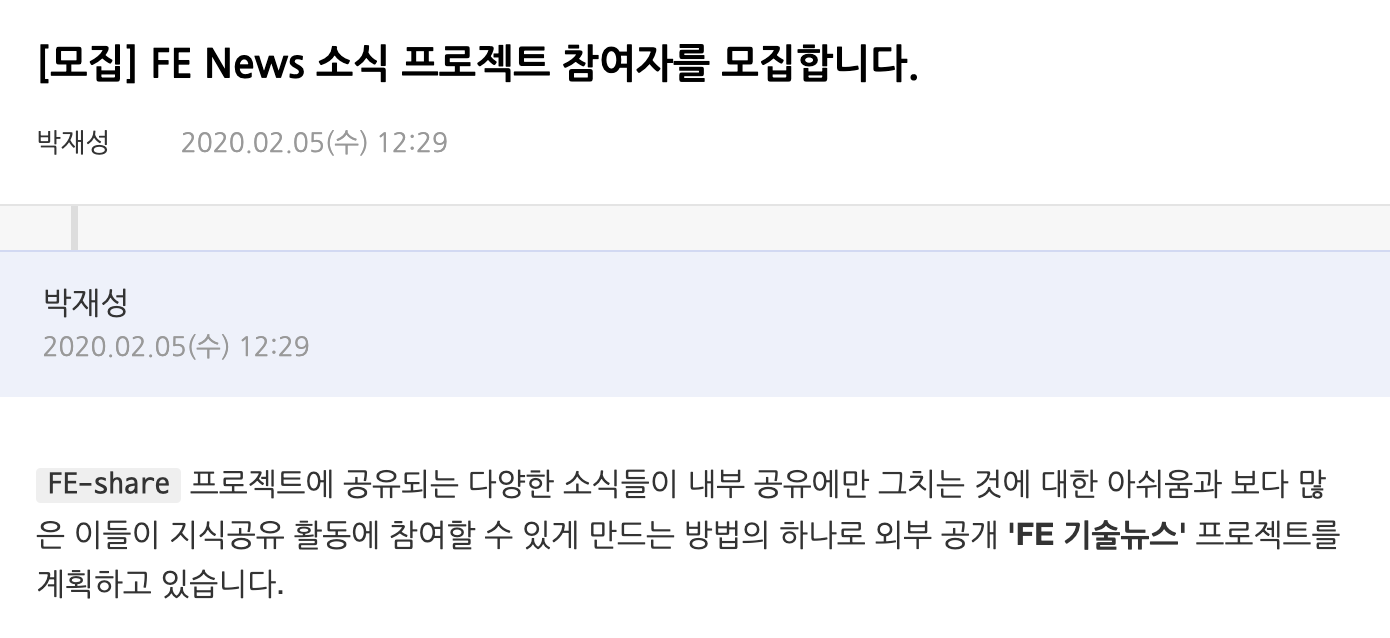 [모집] FE News 소식 프로젝트 참여자를 모집합니다.
박재성 2020.02.05(수) 12:29
박재성
2020.02.05(수) 12:29
FE-share 프로젝트에 공유되는 다양한 소식들이 내부 공유에만 그치는 것에 대한 아쉬움과 보다 많
은 이들이 지식공유 활동에 참여할 수 있게 만드는 방법의 하나로 외부 공개 'FE 기술뉴스' 프로젝트를
계획하고 있습니다.